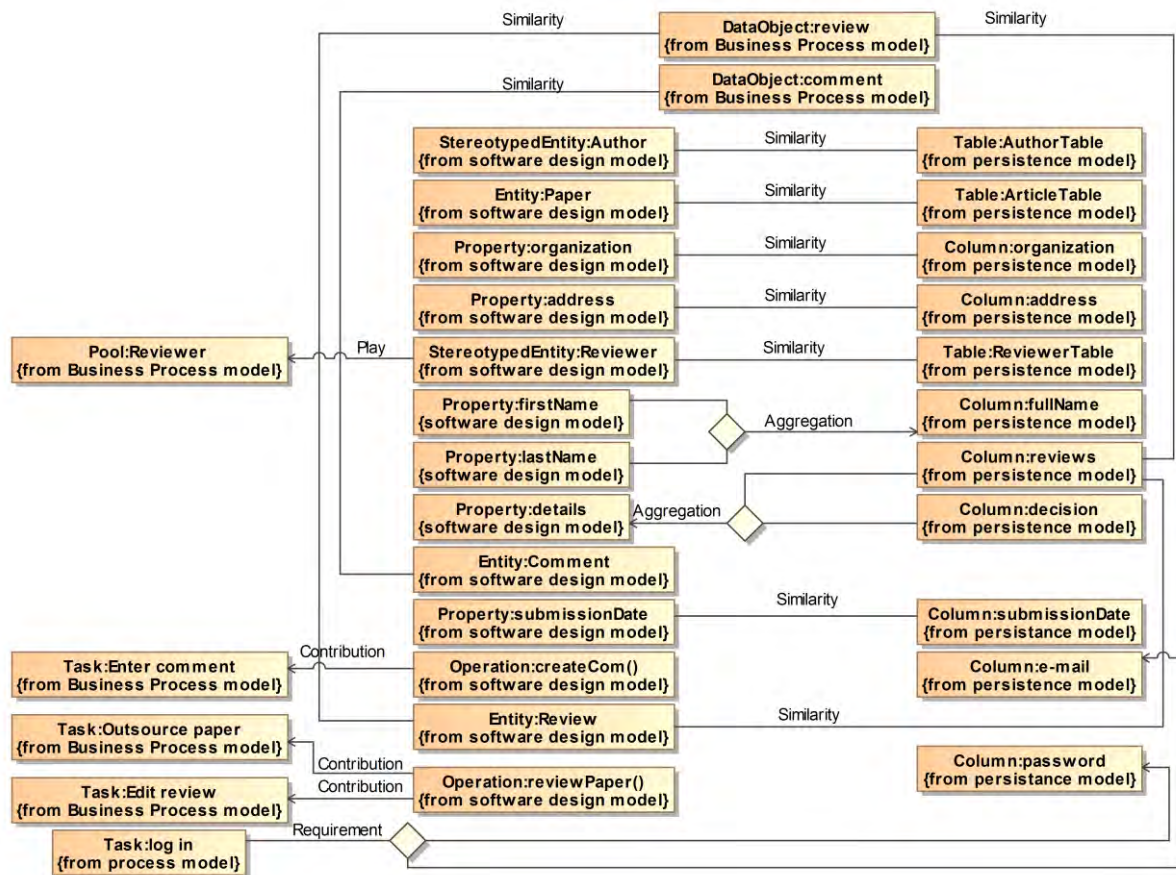 Similarity
DataObject:review
{from Business Process model}
Similarity
Similarity
DataObject:comment
{from Business Process model}
StereotypedEntity:Author
{from software design model}
Similarity
Table:AuthorTable
{from persistence model}
Entity:Paper
{from software design model}
Similarity
Table:ArticleTable
{from persistence model}
Property:organization
{from software design model}
Similarity
Column:organization
{from persistence model}
Property:address
{from software design model}
Similarity
Column:address
{from persistence model}
Pool:Reviewer
{from Business Process model}
Play
StereotypedEntity:Reviewer
{from software design model}
Similarity
Table:ReviewerTable
{from persistence model}
Property:firstName
{software design model}
Aggregation
Column:fullName
{from persistence model}
Property:lastName
{software design model}
Column:reviews
{from persistence model}
Property:details
{software design model}
Aggregation
Column:decision
{from persistence model}
Entity:Comment
{from software design model}
Property:submissionDate
{from software design model}
Similarity
Column:submissionDate
{from persistance model}
Task:Enter comment
{from Business Process model}
Contribution
Operation:createCom()
{from software design model}
Column:e-mail
{from persistence model}
Task:Outsource paper
{from Business Process model}
Entity:Review
{from software design model}
Similarity
Contribution
Column:password
{from persistance model}
Task:Edit review
{from Business Process model}
Contribution
Operation:reviewPaper()
{from software design model}
Task:log in
{from process model}
Requirement